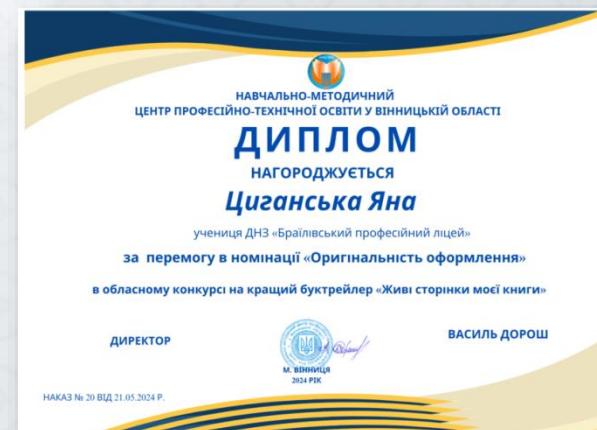 НАВЧАЛЬНО-МЕТОДИЧНИЙ
ЦЕНТР ПРОФЕСІЙНО-ТЕХНІЧНОЇ ОСВІТИ У ВІННИЦЬКІЙ ОБЛАСТІ
ДИПЛОМ
НАГОРОДЖУЄТЬСЯ
Циганська Яна
учениця ДНЗ «Браїлівський професійний ліцей»
за перемогу в номінації «Оригінальність оформлення»
в обласному конкурсі на кращий буктрейлер «Живі сторінки моєї книги»
ДИРЕКТОР
ВАСИЛЬ ДОРОШ
М. ВІННИЦЯ
2024 РІК
НАКАЗ № 20 ВІД 21.05.2024 Р.